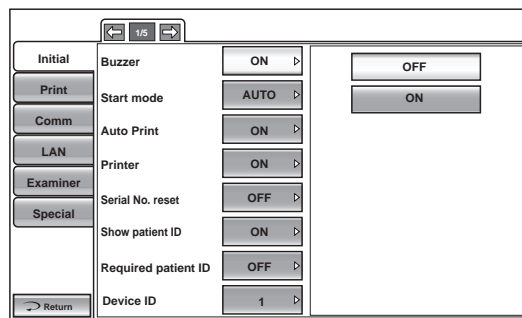 1/5
Initial
Print
Comm
LAN
Examiner
Special
Return
Buzzer ON
Start mode AUTO
Auto Print ON
Printer ON
Serial No. reset OFF
Show patient ID ON
Required patient ID OFF
Device ID 1
OFF
ON